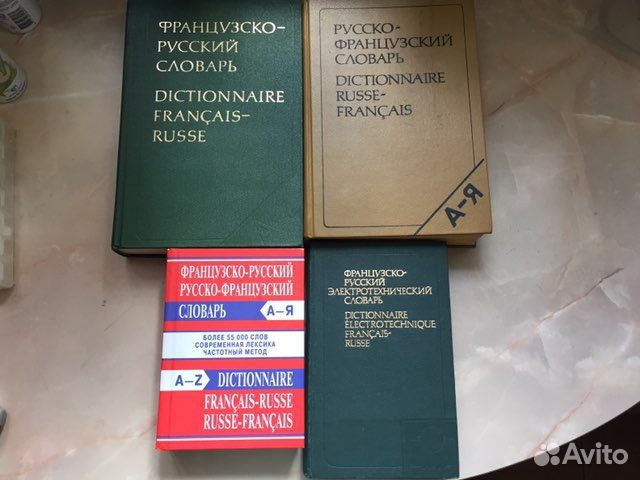 ФРАНЦУЗСКО-
РУССКИЙ
СЛОВАРЬ
DICTIONNAIRE
FRANÇAIS-
RUSSE
РУССКО-
ФРАНЦУЗСКИЙ
СЛОВАРЬ
DICTIONNAIRE
RUSSE-
FRANÇAIS
А-Я
ФРАНЦУЗСКО-РУССКИЙ
РУССКО-ФРАНЦУЗСКИЙ
СЛОВАРЬ А–Я
БОЛЕЕ 55 000 СЛОВ
СОВРЕМЕННАЯ ЛЕКСИКА
ЧАСТОТНЫЙ МЕТОД
A–Z DICTIONNAIRE
FRANÇAIS-RUSSE
RUSSE-FRANÇAIS
ФРАНЦУЗСКО-
РУССКИЙ
ЭЛЕКТРОТЕХНИЧЕСКИЙ
СЛОВАРЬ
DICTIONNAIRE
ÉLECTROTECHNIQUE
FRANÇAIS-
RUSSE
Avito